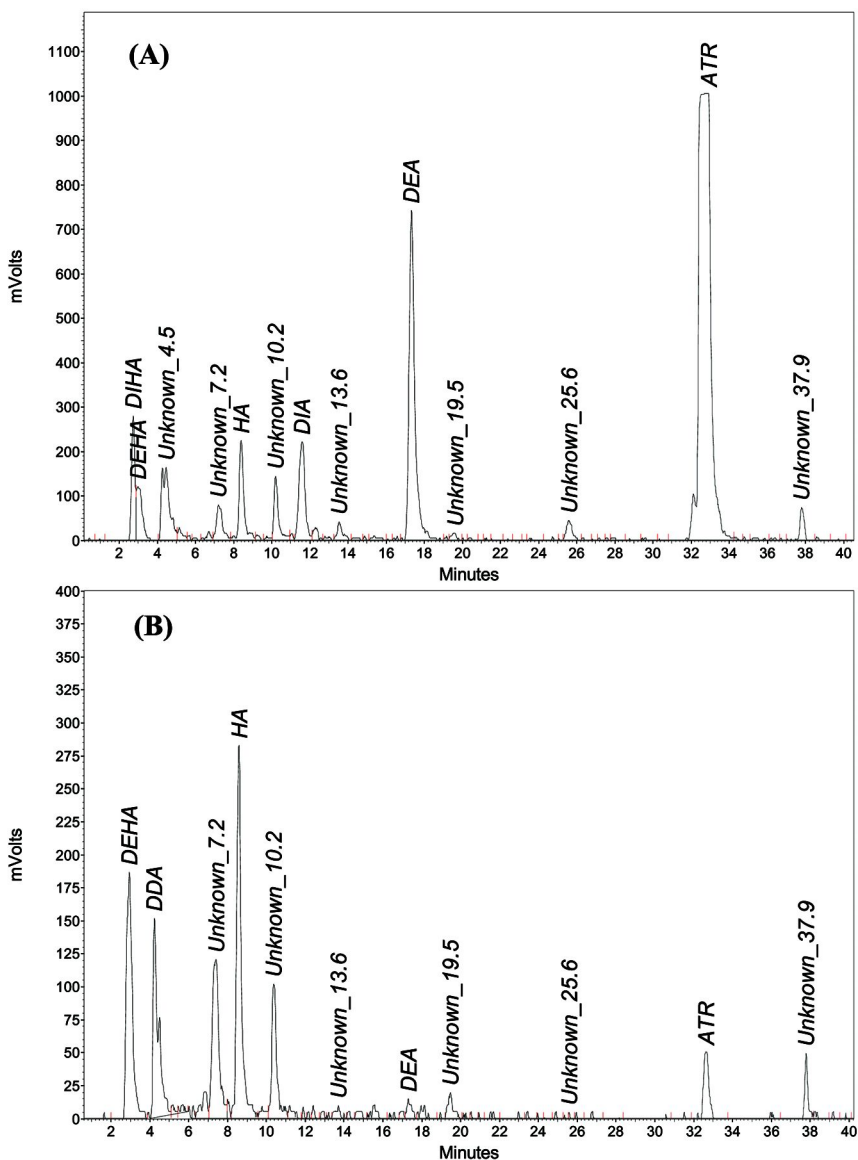 (A)
mVolts
1100
1000
900
800
700
600
500
400
300
200
100
0
DEHA
DIHA
Unknown_4.5
Unknown_7.2
HA
Unknown_10.2
DIA
Unknown_13.6
DEA
Unknown_19.5
Unknown_25.6
ATR
Unknown_37.9
2 4 6 8 10 12 14 16 18 20 22 24 26 28 30 32 34 36 38 40
Minutes
(B)
mVolts
400
375
350
325
300
275
250
225
200
175
150
125
100
75
50
25
0
DEHA
DDA
Unknown_7.2
HA
Unknown_10.2
Unknown_13.6
DEA
Unknown_19.5
Unknown_25.6
ATR
Unknown_37.9
2 4 6 8 10 12 14 16 18 20 22 24 26 28 30 32 34 36 38 40
Minutes